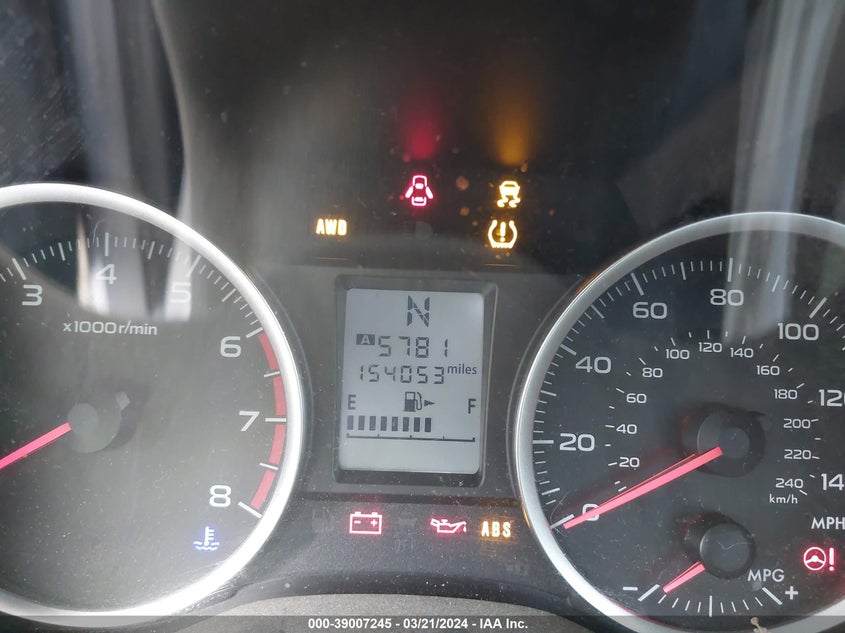 AWD
3 4 5 6 7 8
x1000r/min
N
A 5781
154053 miles
E F
ABS
0 20 40 60 80 100 120 14
20 40 60 80 100 120 140 160 180 200 220 240
km/h
MPH
- MPG +
000-39007245 - 03/21/2024 - IAA Inc.